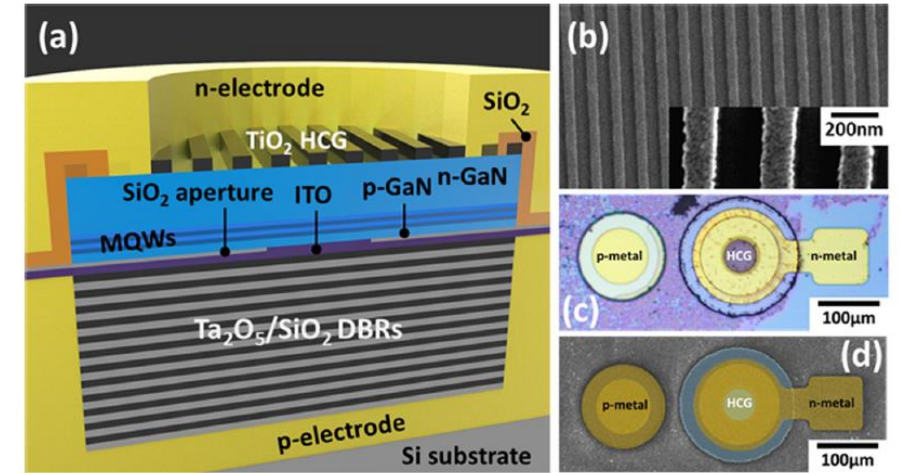 (a)
n-electrode
SiO₂
TiO₂ HCG
SiO₂ aperture
ITO
p-GaN
n-GaN
MQWs
Ta₂O₅/SiO₂ DBRs
p-electrode
Si substrate
(b)
200nm
p-metal
HCG
n-metal
(c)
100μm
(d)
p-metal
HCG
n-metal
100μm